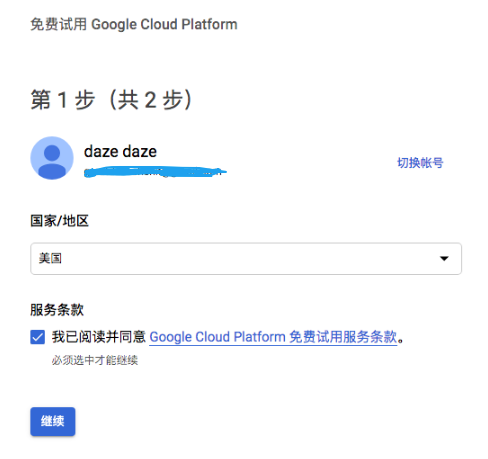 免费试用 Google Cloud Platform
第 1 步（共 2 步）
daze daze
切换帐号
国家/地区
美国
服务条款
我已阅读并同意 Google Cloud Platform 免费试用服务条款。
必须选中才能继续
继续